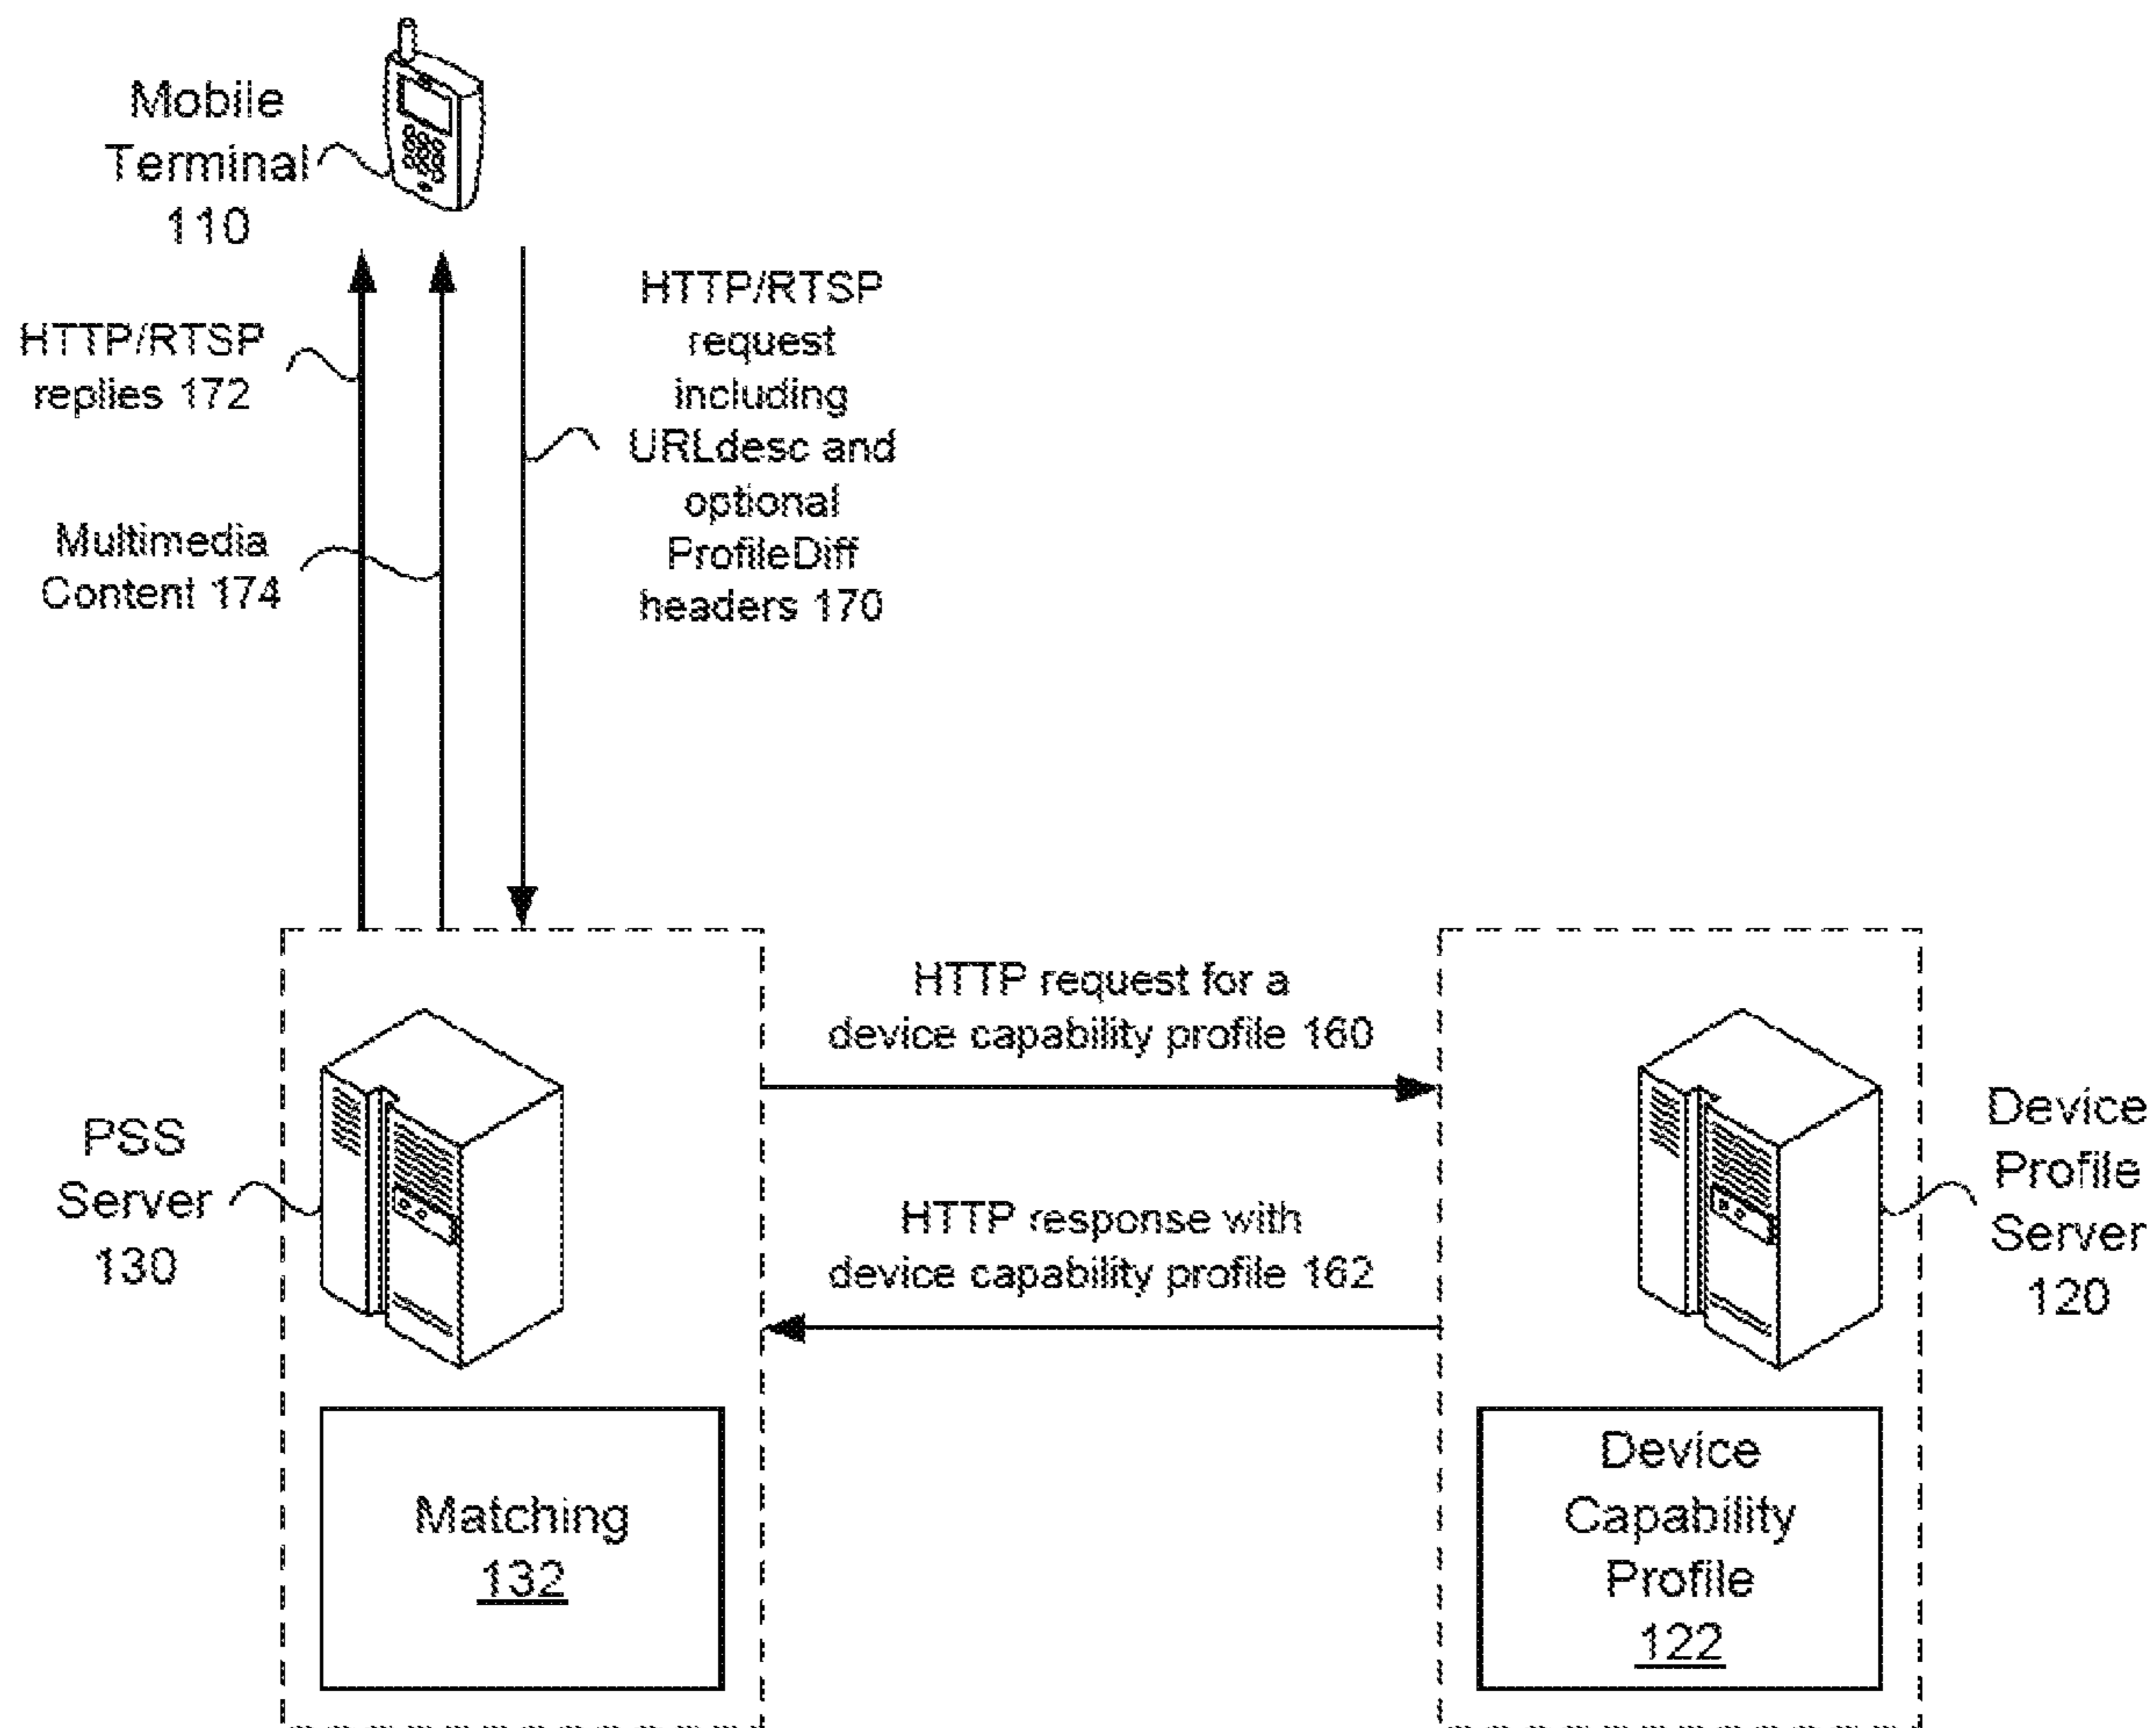 Mobile
Terminal
110
HTTP/RTSP
replies 172
Multimedia
Content 174
HTTP/RTSP
request
including
URLdesc and
optional
ProfileDiff
headers 170
HTTP request for a
device capability profile 160
HTTP response with
device capability profile 162
PSS
Server
130
Matching
132
Device
Profile
Server
120
Device
Capability
Profile
122